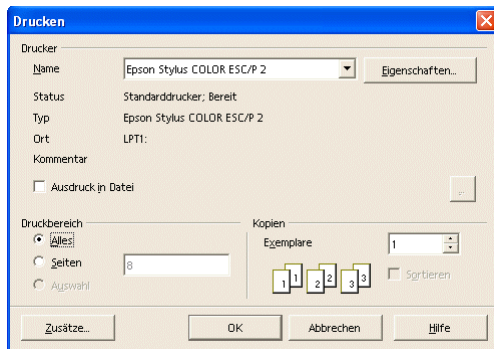 Drucken
Drucker
Name Epson Stylus COLOR ESC/P 2 Eigenschaften...
Status Standarddrucker; Bereit
Typ Epson Stylus COLOR ESC/P 2
Ort LPT1:
Kommentar
Ausdruck in Datei ...
Druckbereich
Alles
Seiten 8
Auswahl
Kopien
Exemplare 1
1 1 2 2 3 3 Sortieren
Zusätze... OK Abbrechen Hilfe